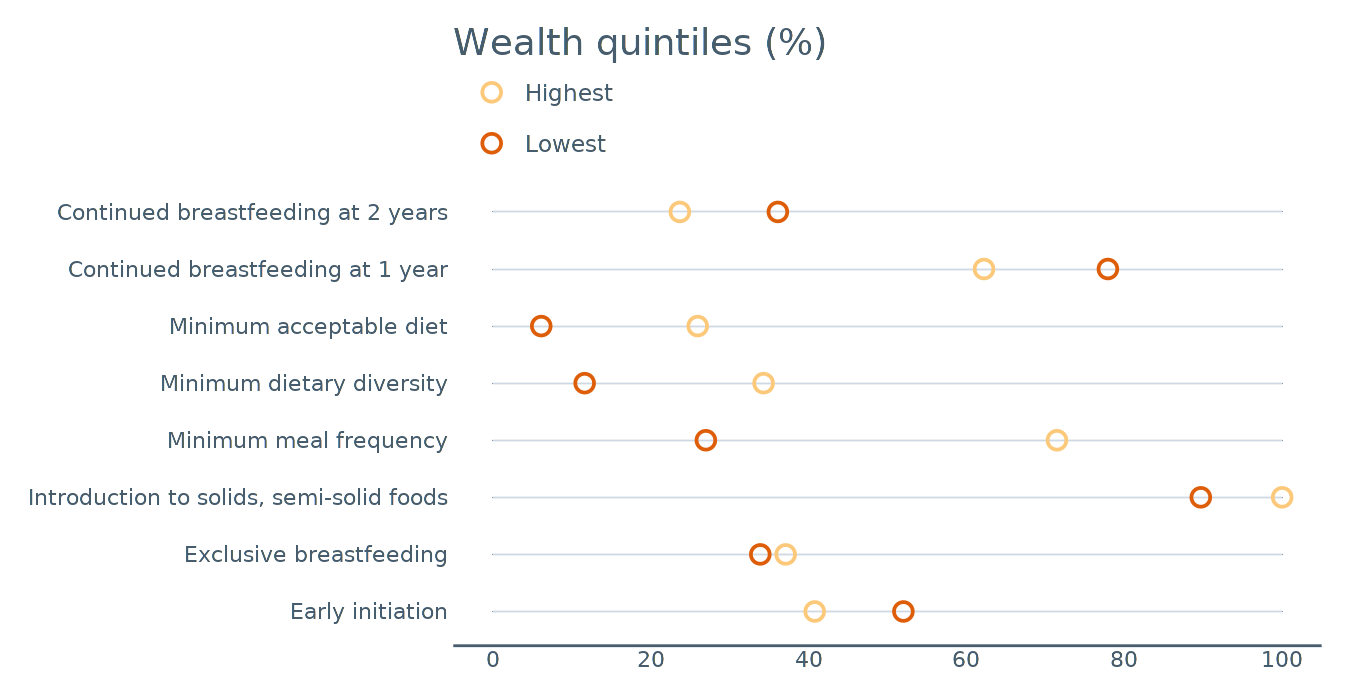 Wealth quintiles (%)
Highest
Lowest
Continued breastfeeding at 2 years
Continued breastfeeding at 1 year
Minimum acceptable diet
Minimum dietary diversity
Minimum meal frequency
Introduction to solids, semi-solid foods
Exclusive breastfeeding
Early initiation
0 20 40 60 80 100